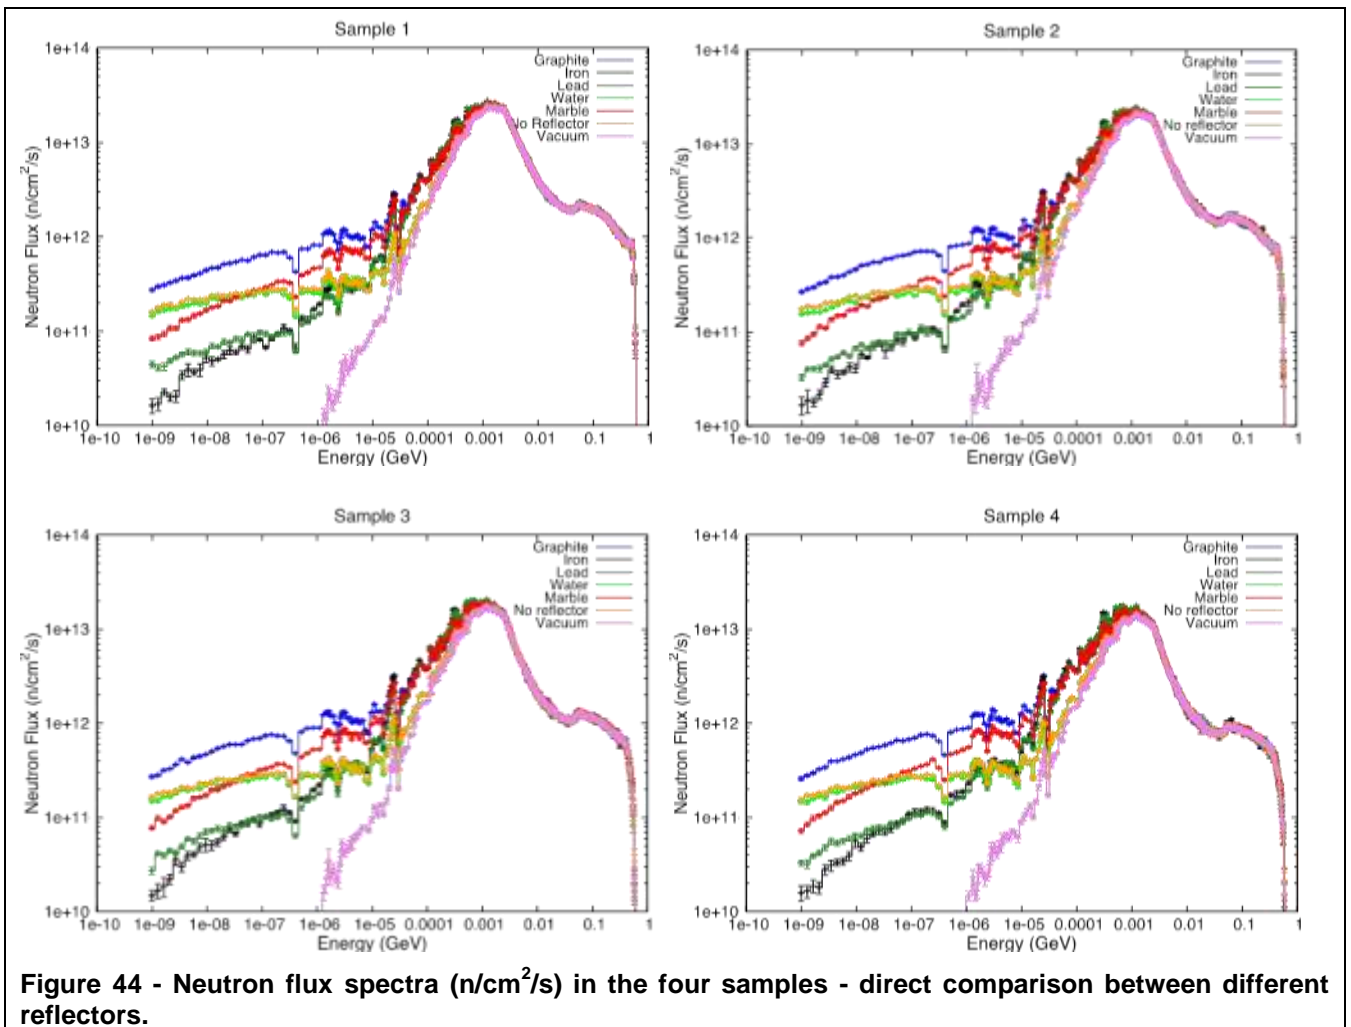 Sample 1
1e+14
1e+13
1e+12
1e+11
1e+10
Neutron Flux (n/cm²/s)
Graphite
Iron
Lead
Water
Marble
No Reflector
Vacuum
1e-10 1e-09 1e-08 1e-07 1e-06 1e-05 0.0001 0.001 0.01 0.1 1
Energy (GeV)
Sample 2
1e+14
1e+13
1e+12
1e+11
1e+10
Neutron Flux (n/cm²/s)
Graphite
Iron
Lead
Water
Marble
No reflector
Vacuum
1e-10 1e-09 1e-08 1e-07 1e-06 1e-05 0.0001 0.001 0.01 0.1 1
Energy (GeV)
Sample 3
1e+14
1e+13
1e+12
1e+11
1e+10
Neutron Flux (n/cm²/s)
Graphite
Iron
Lead
Water
Marble
No reflector
Vacuum
1e-10 1e-09 1e-08 1e-07 1e-06 1e-05 0.0001 0.001 0.01 0.1 1
Energy (GeV)
Sample 4
1e+14
1e+13
1e+12
1e+11
1e+10
Neutron Flux (n/cm²/s)
Graphite
Iron
Lead
Water
Marble
No reflector
Vacuum
1e-10 1e-09 1e-08 1e-07 1e-06 1e-05 0.0001 0.001 0.01 0.1 1
Energy (GeV)
Figure 44 - Neutron flux spectra (n/cm²/s) in the four samples - direct comparison between different
reflectors.